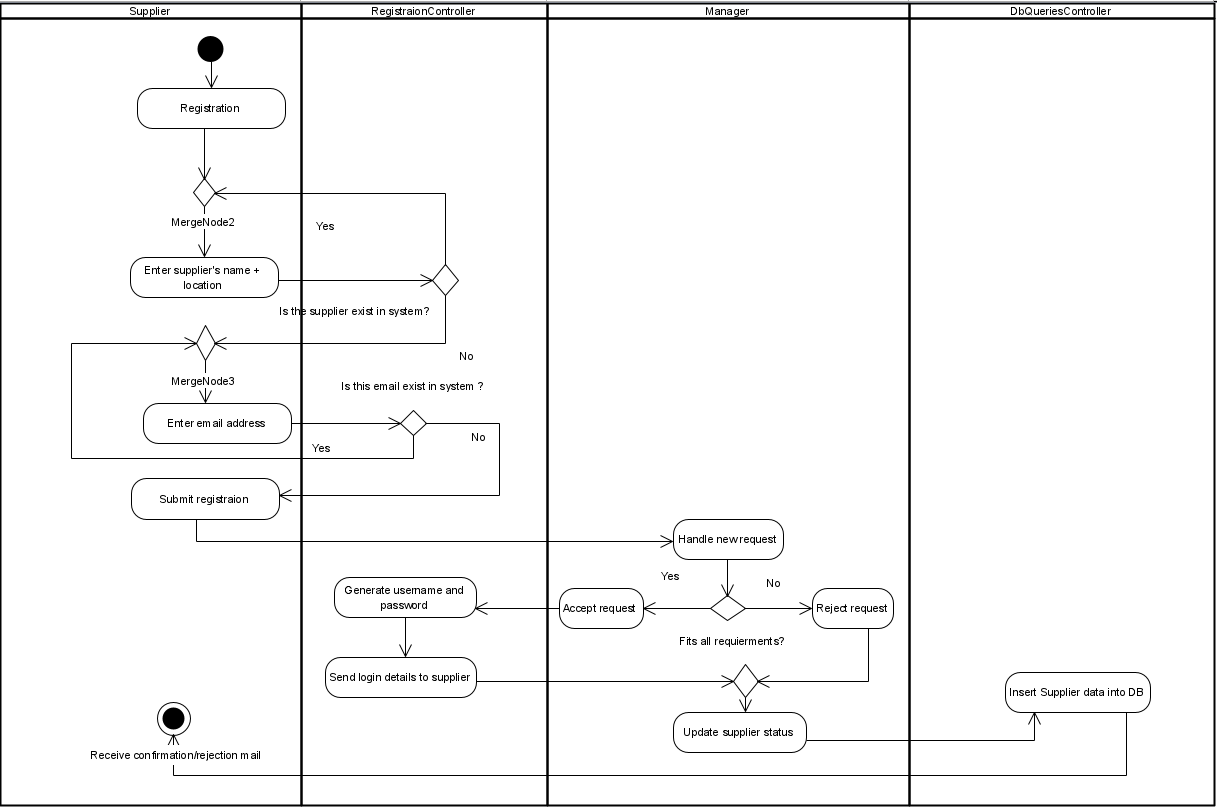 Supplier
RegistraionController
Manager
DbQueriesController
Registration
MergeNode2
Yes
Enter supplier's name +
location
Is the supplier exist in system?
No
MergeNode3
Is this email exist in system ?
Enter email address
No
Yes
Submit registraion
Handle new request
Yes
No
Generate username and
password
Accept request
Reject request
Fits all requierments?
Send login details to supplier
Insert Supplier data into DB
Update supplier status
Receive confirmation/rejection mail